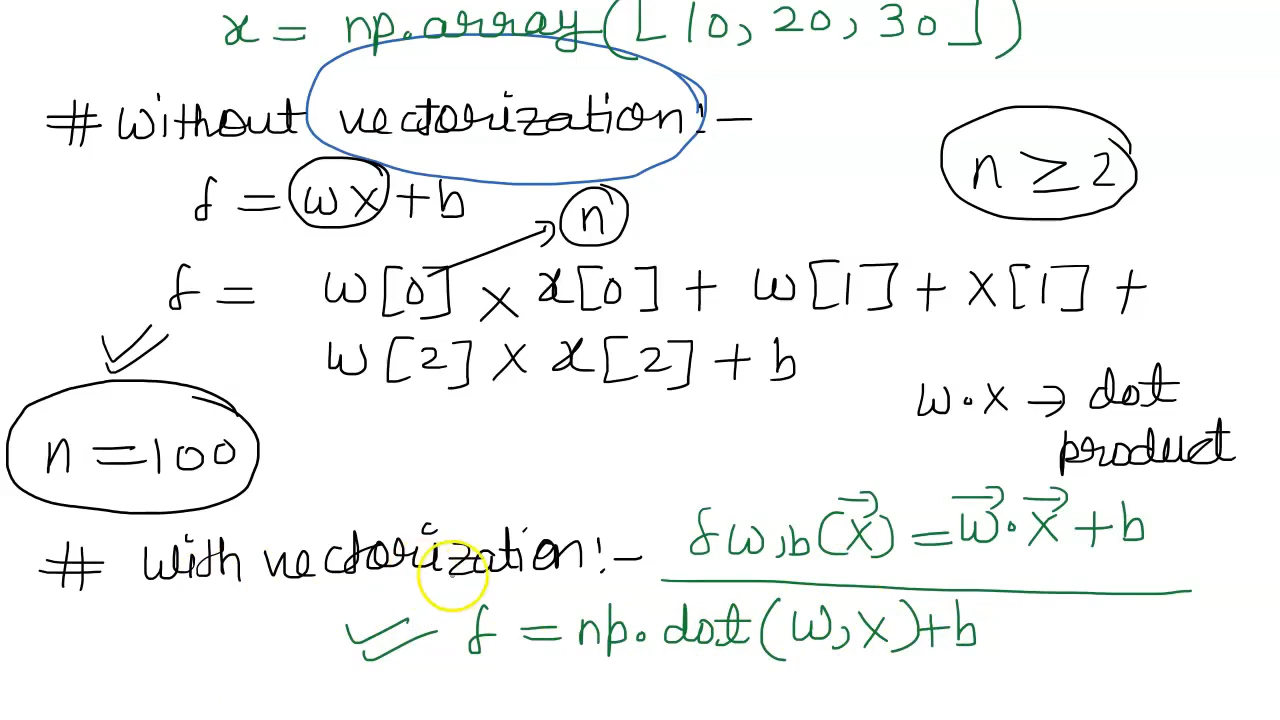 x = np.array([10, 20, 30])
# Without vectorization:-
n ≥ 2
f = wx + b
n
f = w[0] × x[0] + w[1] + x[1] +
w[2] × x[2] + b
w·x → dot
product
n = 100
# With vectorization:- f w,b(x⃗) = w⃗·x⃗ + b
f = np.dot(w,x)+b